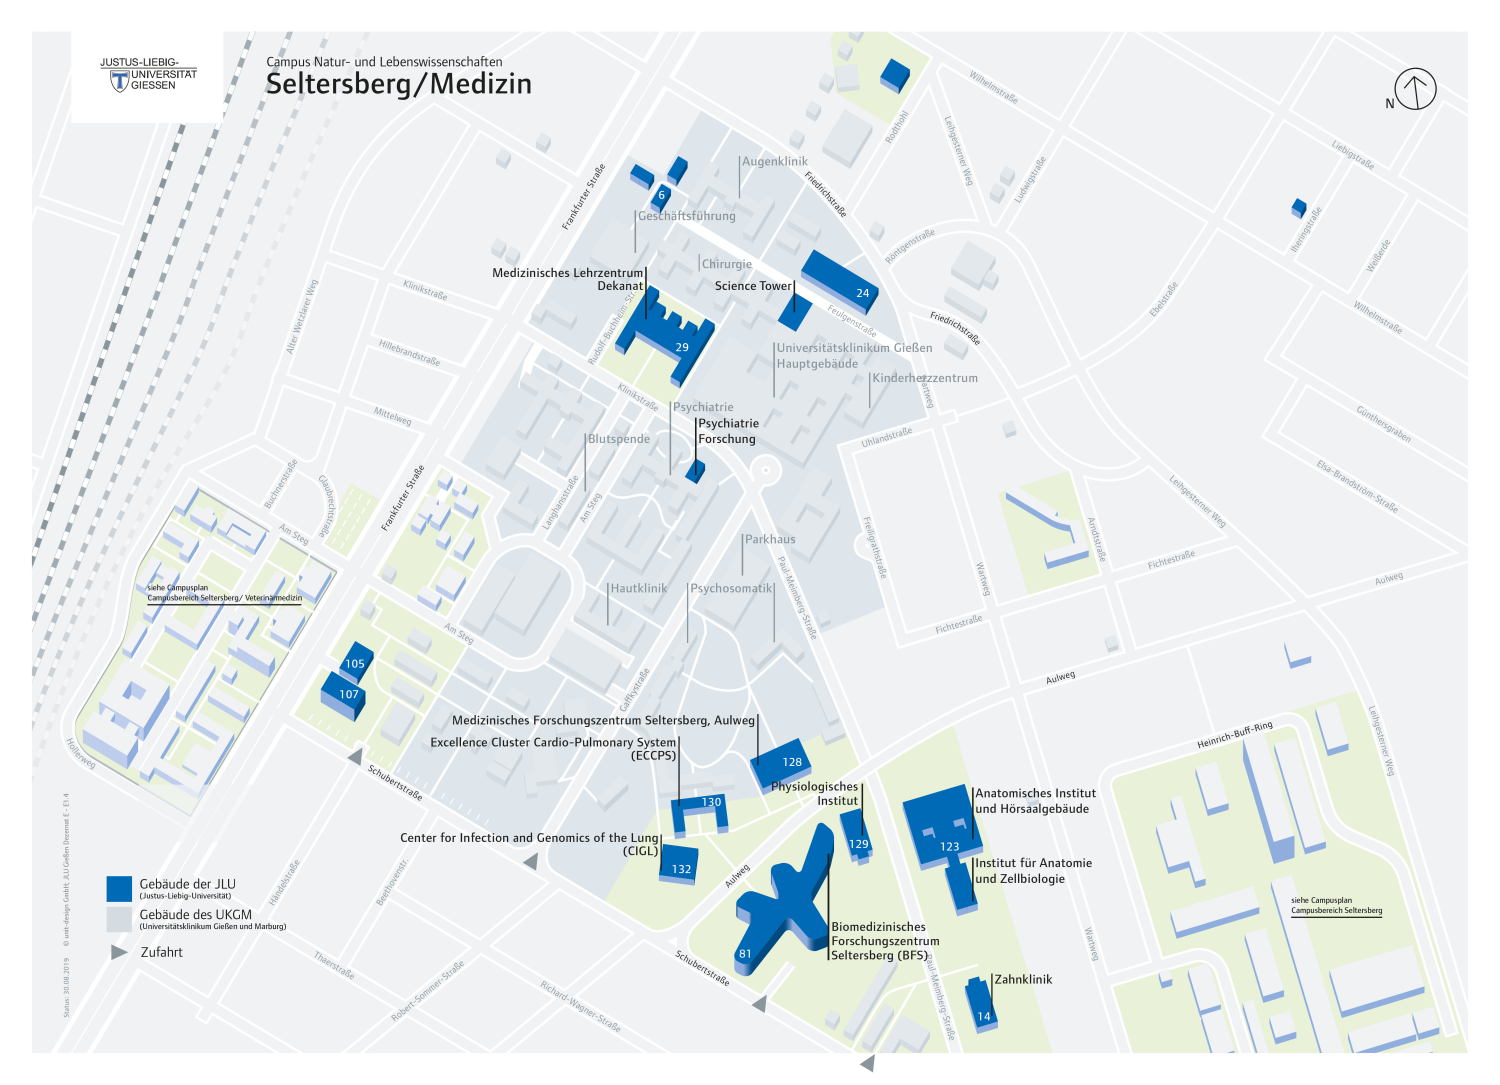 JUSTUS-LIEBIG-
UNIVERSITÄT
GIESSEN
Campus Natur- und Lebenswissenschaften
Seltersberg/Medizin
N
Wilhelmstraße
Rodthohl
Leihgesterner Weg
Ludwigstraße
Liebigstraße
Iheringstraße
Weißerde
Ebelstraße
Wilhelmstraße
Frankfurter Straße
Augenklinik
Friedrichstraße
6
Geschäftsführung
Röntgenstraße
Chirurgie
Medizinisches Lehrzentrum
Dekanat
Science Tower
24
Feulgenstraße
Friedrichstraße
Klinikstraße
Alter Wetzlarer Weg
Rudolf-Buchheim-Str.
29
Hillebrandstraße
Universitätsklinikum Gießen
Hauptgebäude
Kinderherzzentrum
Wartweg
Klinikstraße
Mittelweg
Psychiatrie
Psychiatrie
Forschung
Blutspende
Uhlandstraße
Günthersgraben
Elsa-Brandström-Straße
Leihgesterner Weg
Buchnerstraße
Glaubrechtstraße
Frankfurter Straße
Langhansstraße
Am Steg
Am Steg
Parkhaus
Freiligrathstraße
Arndtstraße
Fichtestraße
Aulweg
Wartweg
Paul-Meimberg-Straße
Hautklinik
Psychosomatik
siehe Campusplan
Campusbereich Seltersberg/ Veterinärmedizin
Am Steg
Fichtestraße
105
107
Gaffkystraße
Aulweg
Medizinisches Forschungszentrum Seltersberg, Aulweg
Excellence Cluster Cardio-Pulmonary System
(ECCPS)
128
Heinrich-Buff-Ring
Leihgesterner Weg
Hollerweg
Schubertstraße
Physiologisches
Institut
130
Anatomisches Institut
und Hörsaalgebäude
129
123
Center for Infection and Genomics of the Lung
(CIGL)
132
Aulweg
Institut für Anatomie
und Zellbiologie
Händelstraße
Beethovenstr.
Gebäude der JLU
(Justus-Liebig-Universität)
Gebäude des UKGM
(Universitätsklinikum Gießen und Marburg)
Zufahrt
siehe Campusplan
Campusbereich Seltersberg
Biomedizinisches
Forschungszentrum
Seltersberg (BFS)
81
Wartweg
Schubertstraße
Thaerstraße
Robert-Sommer-Straße
Richard-Wagner-Straße
Paul-Meimberg-Straße
Zahnklinik
14
Status: 30.08.2019 © unit-design GmbH; JLU Gießen Dezernat E - E1.4